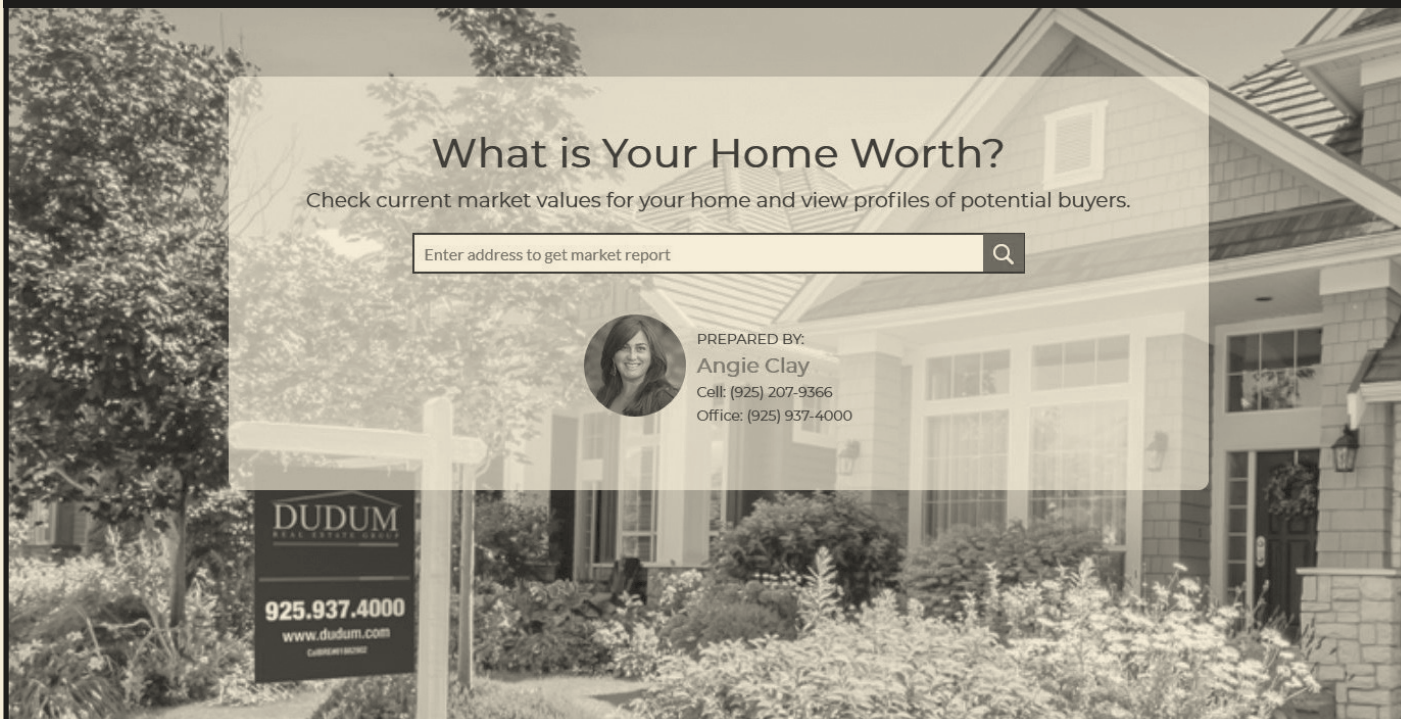 What is Your Home Worth?
Check current market values for your home and view profiles of potential buyers.
Enter address to get market report
PREPARED BY:
Angie Clay
Cell: (925) 207-9366
Office: (925) 937-4000
DUDUM
REAL ESTATE GROUP
925.937.4000
www.dudum.com